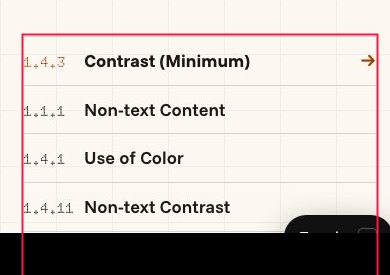 1.4.3 Contrast (Minimum) →
1.1.1 Non-text Content
1.4.1 Use of Color
1.4.11 Non-text Contrast